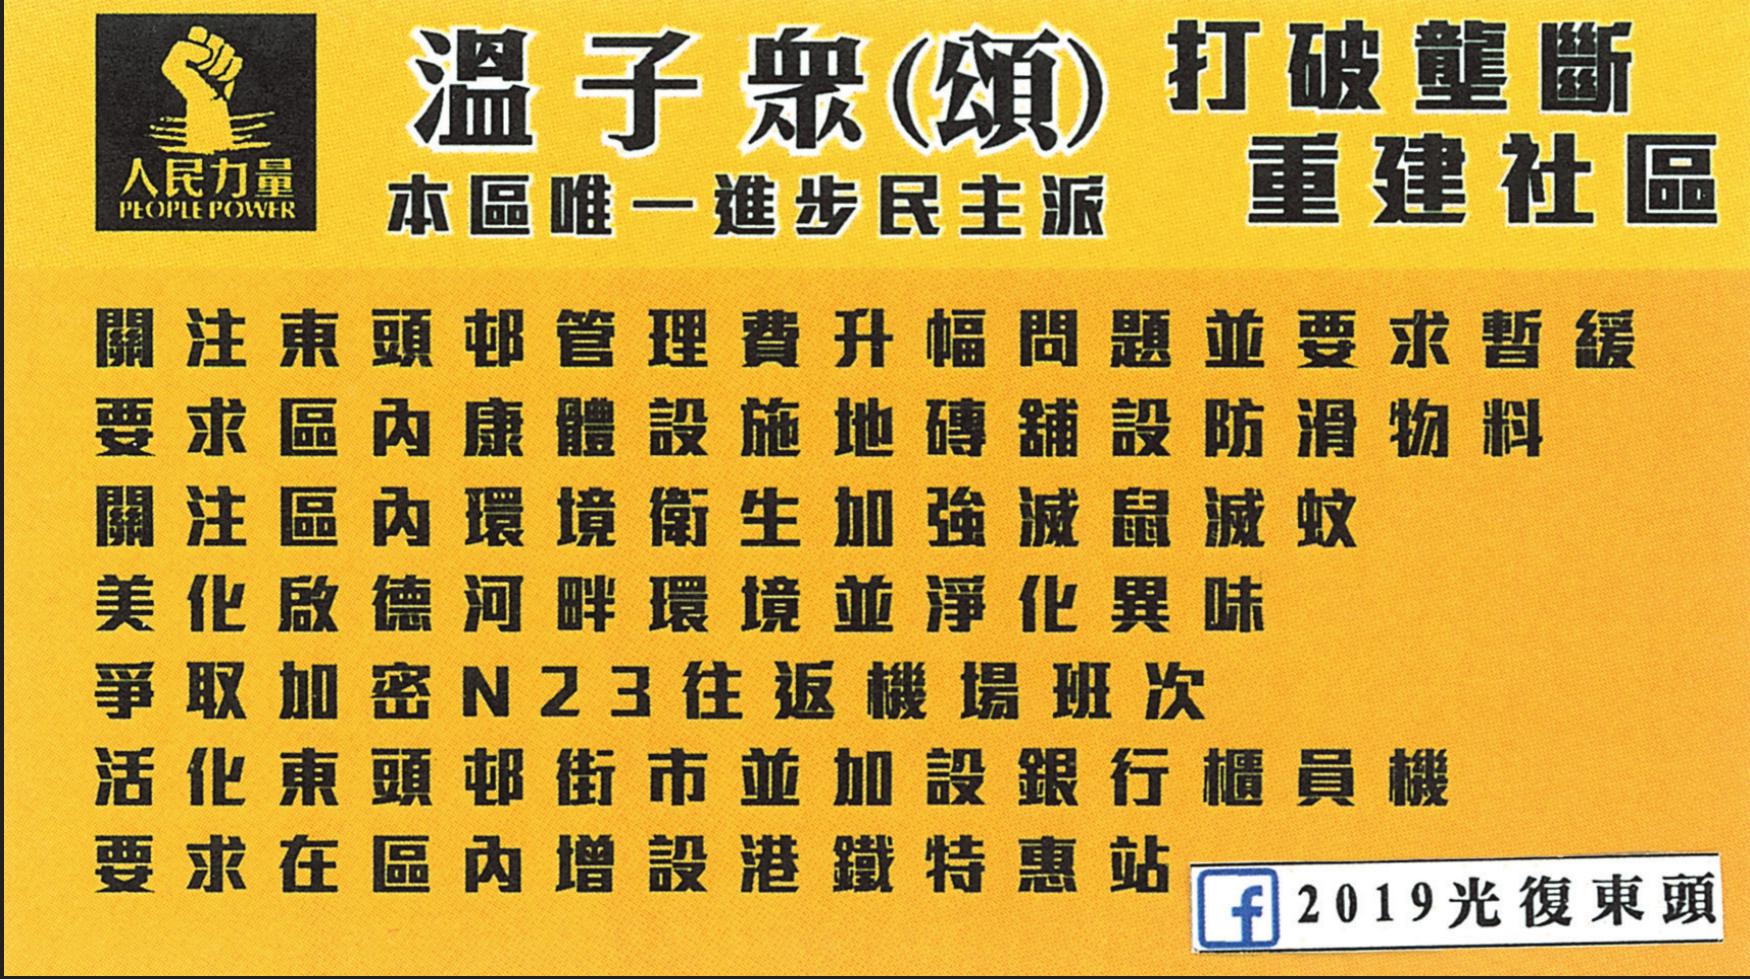 人民力量
PEOPLE POWER
溫子眾(頌)
本區唯一進步民主派
打破壟斷
重建社區
關注東頭邨管理費升幅問題並要求暫緩
要求區內康體設施地磚舖設防滑物料
關注區內環境衛生加強滅鼠滅蚊
美化啟德河畔環境並淨化異味
爭取加密N23往返機場班次
活化東頭邨街市並加設銀行櫃員機
要求在區內增設港鐵特惠站
f 2019光復東頭